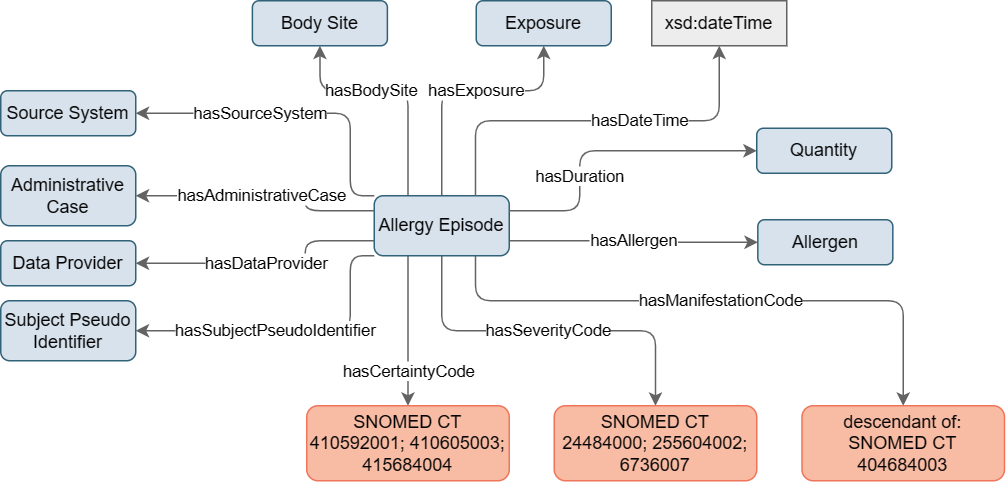 Body Site
Exposure
xsd:dateTime
hasBodySite
hasExposure
Source System
hasSourceSystem
hasDateTime
Quantity
hasDuration
Administrative
Case
hasAdministrativeCase
Allergy Episode
hasAllergen
Allergen
Data Provider
hasDataProvider
hasManifestationCode
Subject Pseudo
Identifier
hasSubjectPseudoIdentifier
hasSeverityCode
hasCertaintyCode
SNOMED CT
410592001; 410605003;
415684004
SNOMED CT
24484000; 255604002;
6736007
descendant of:
SNOMED CT
404684003